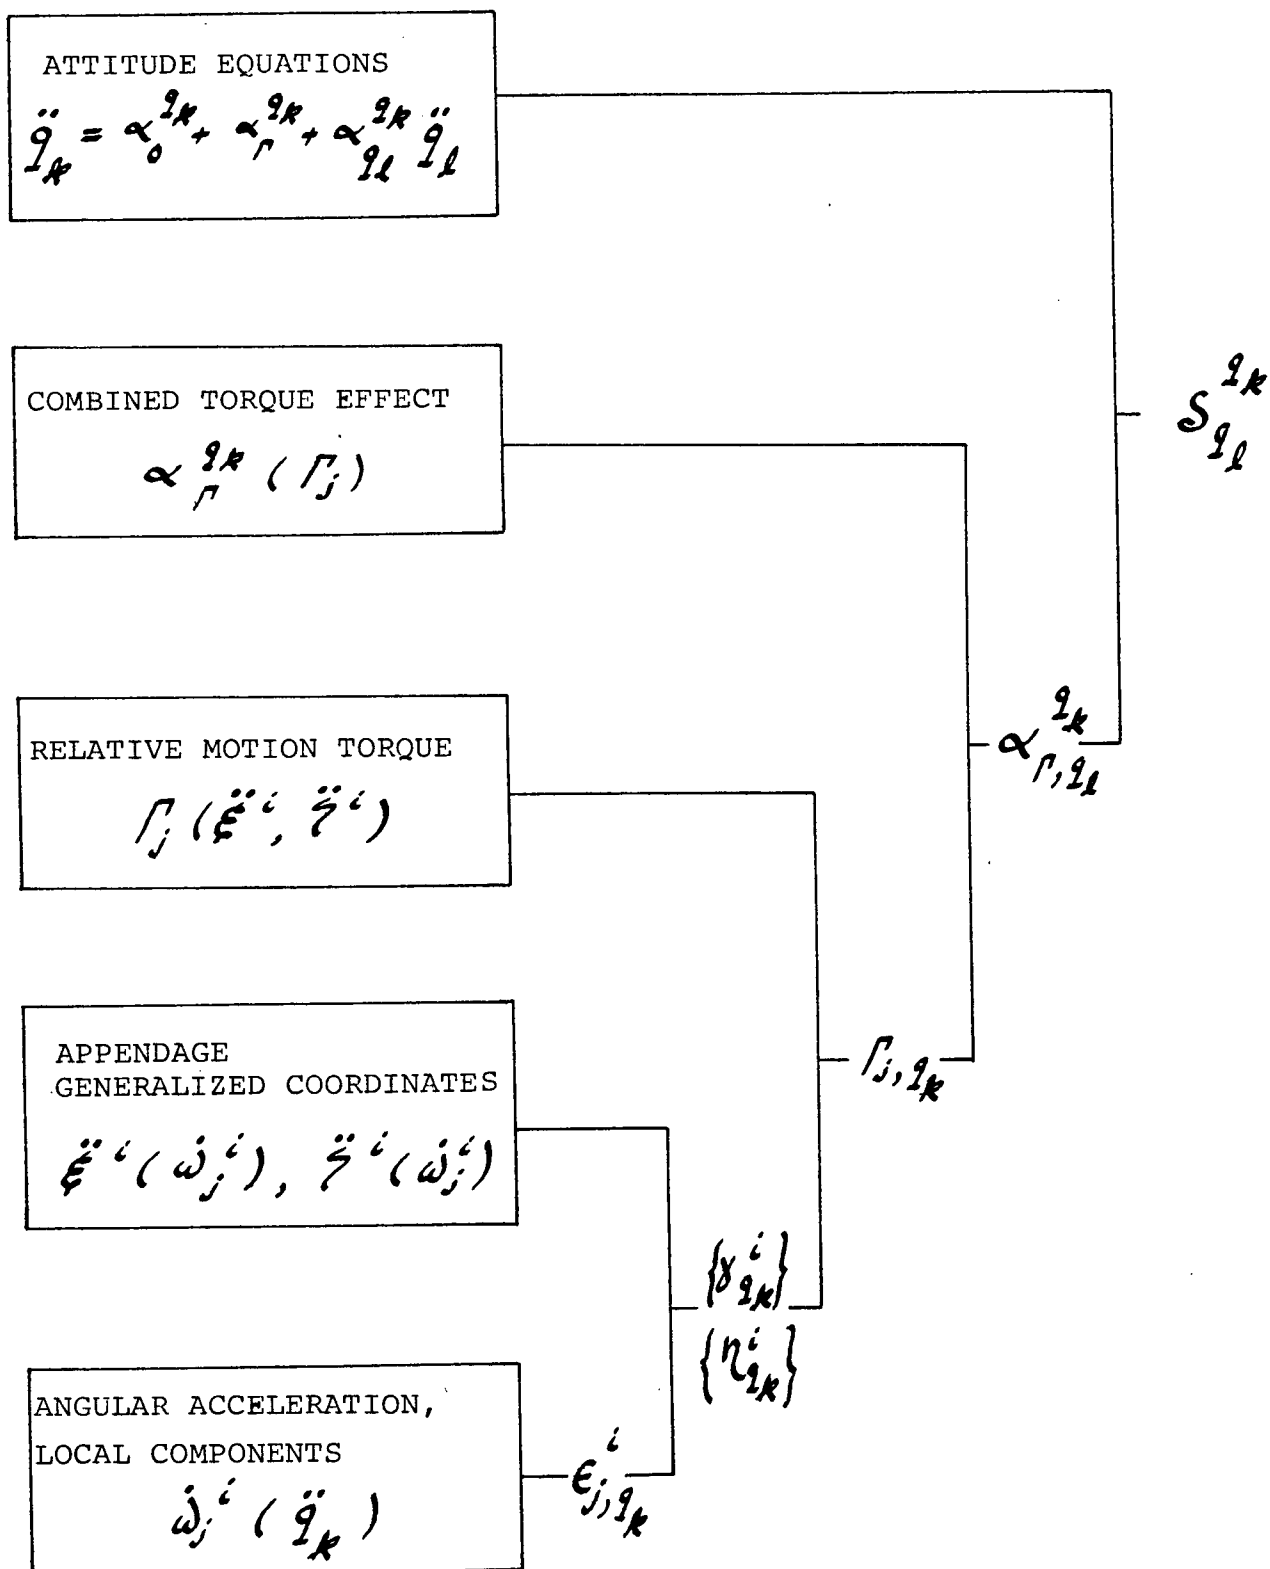 ATTITUDE EQUATIONS
q̈_k = α_0^{q_k} + α_Γ^{q_k} + α_{q_l}^{q_k} q̈_l
COMBINED TORQUE EFFECT
α_Γ^{q_k} (Γ_j)
S_{q_l}^{q_k}
RELATIVE MOTION TORQUE
Γ_j (ξ̈^i, ζ̈^i)
α_{Γ,q_l}^{q_k}
APPENDAGE
GENERALIZED COORDINATES
ξ̈^i (ω̇_j^i), ζ̈^i (ω̇_j^i)
Γ_{j,q_k}
{γ_{q_k}^i}
{η_{q_k}^i}
ANGULAR ACCELERATION,
LOCAL COMPONENTS
ω̇_j^i (q̈_k)
ϵ_{j,q_k}^i